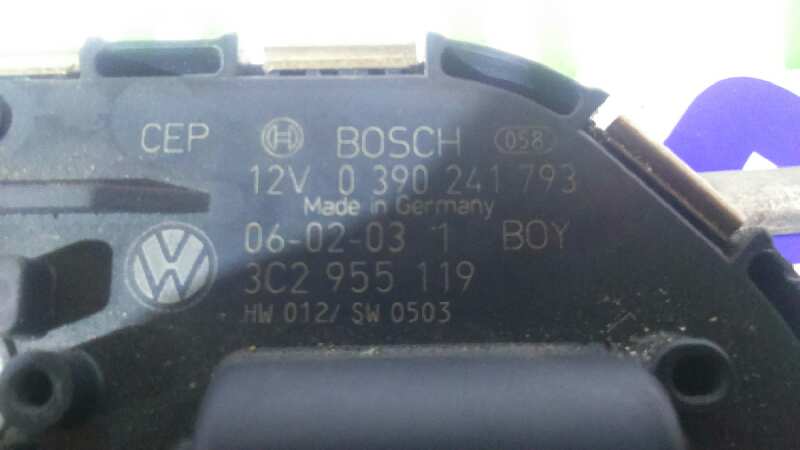 CEP BOSCH 058
12V 0 390 241 793
Made in Germany
06-02-03 1 BOY
3C2 955 119
HW 012/ SW 0503